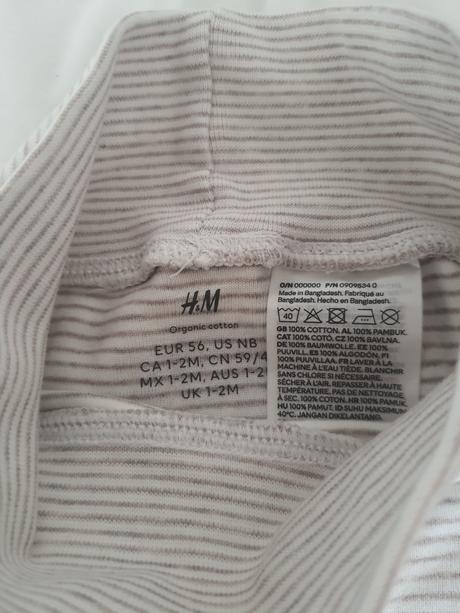 H&M
Organic cotton
EUR 56, US NB
CA 1-2M, CN 59/4
MX 1-2M, AUS 1-2
UK 1-2M
O/N 000000 P/N 0909534 0
Made in Bangladesh. Fabriqué au
Bangladesh. Hecho en Bangladesh.
40
GB 100% COTTON. AL 100% PAMBUK.
CAT 100% COTÓ. CZ 100% BAVLNA.
DE 100% BAUMWOLLE. EE 100%
PUUVILL. ES 100% ALGODÓN. FI
100% PUUVILLAA. FR LAVER À LA
MACHINE À L'EAU TIÈDE. BLANCHIR
SANS CHLORE SI NÉCESSAIRE.
SÉCHER À L'AIR. REPASSER À HAUTE
TEMPÉRATURE. PAS DE NETTOYAGE
À SEC. 100% COTON. HR 100% PAMUK.
HU 100% PAMUT. ID SUHU MAKSIMUM
40°C. JANGAN DIKELANTANG.